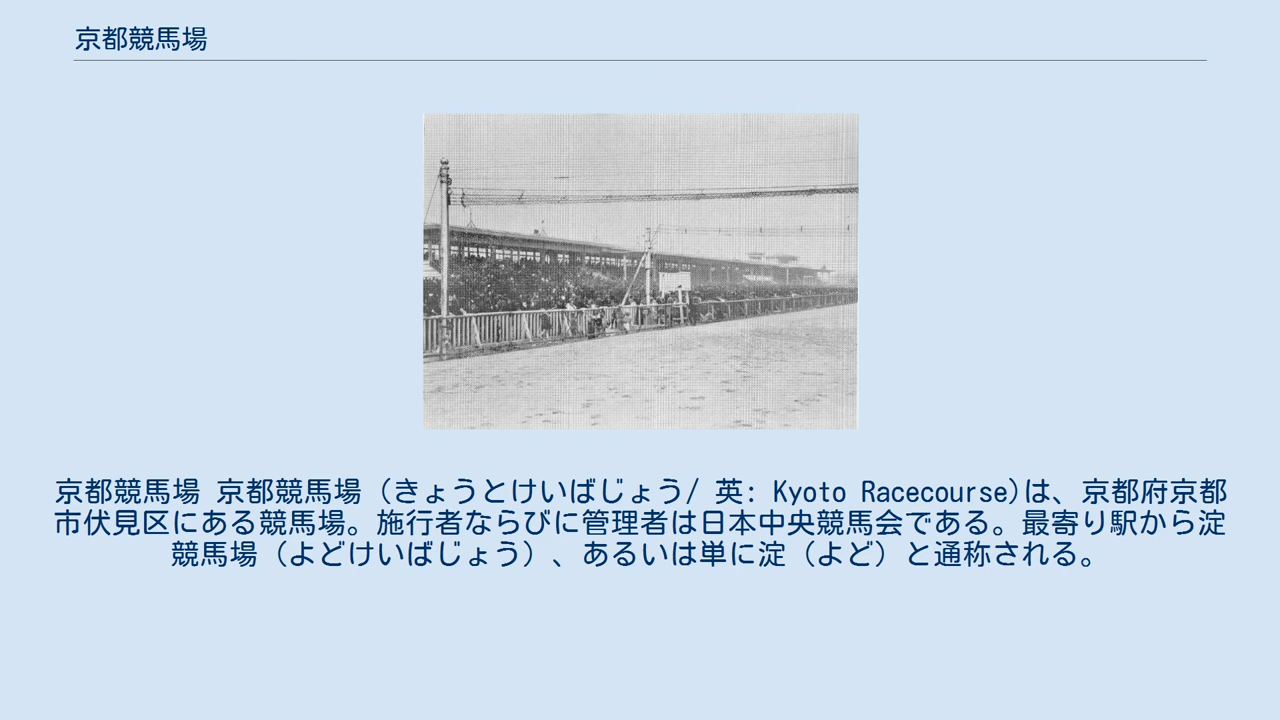 京都競馬場
京都競馬場 京都競馬場（きょうとけいばじょう/ 英: Kyoto Racecourse)は、京都府京都
市伏見区にある競馬場。施行者ならびに管理者は日本中央競馬会である。最寄り駅から淀
競馬場（よどけいばじょう）、あるいは単に淀（よど）と通称される。